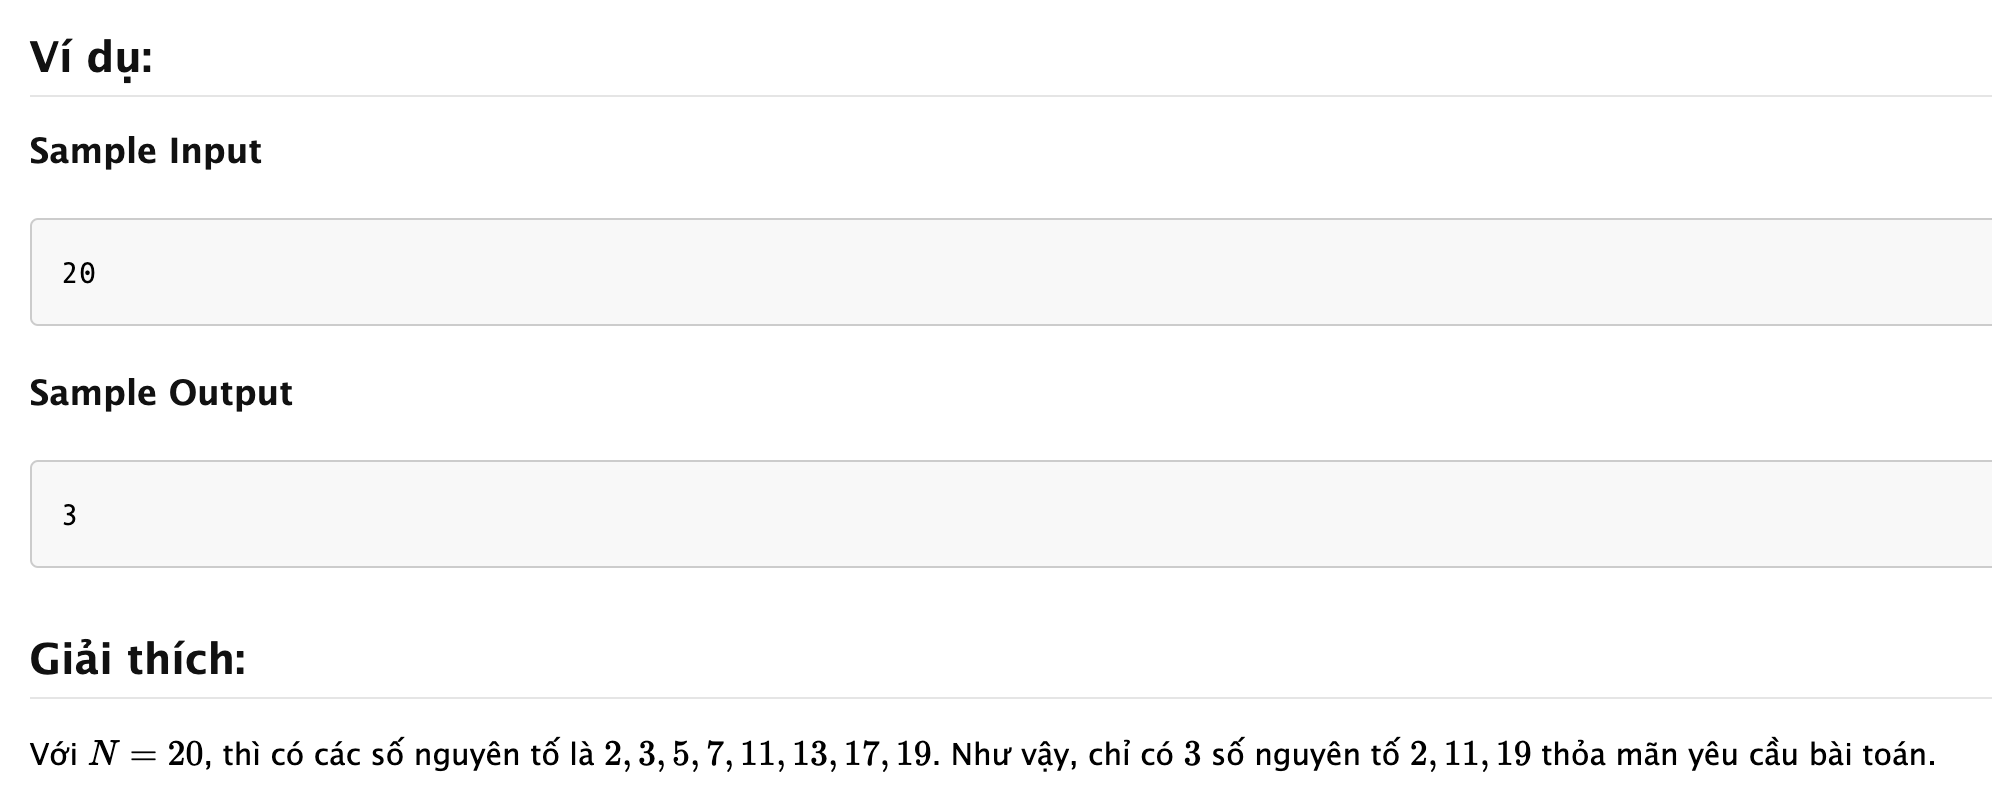 Ví dụ:
Sample Input
20
Sample Output
3
Giải thích:
Với N = 20, thì có các số nguyên tố là 2, 3, 5, 7, 11, 13, 17, 19. Như vậy, chỉ có 3 số nguyên tố 2, 11, 19 thỏa mãn yêu cầu bài toán.